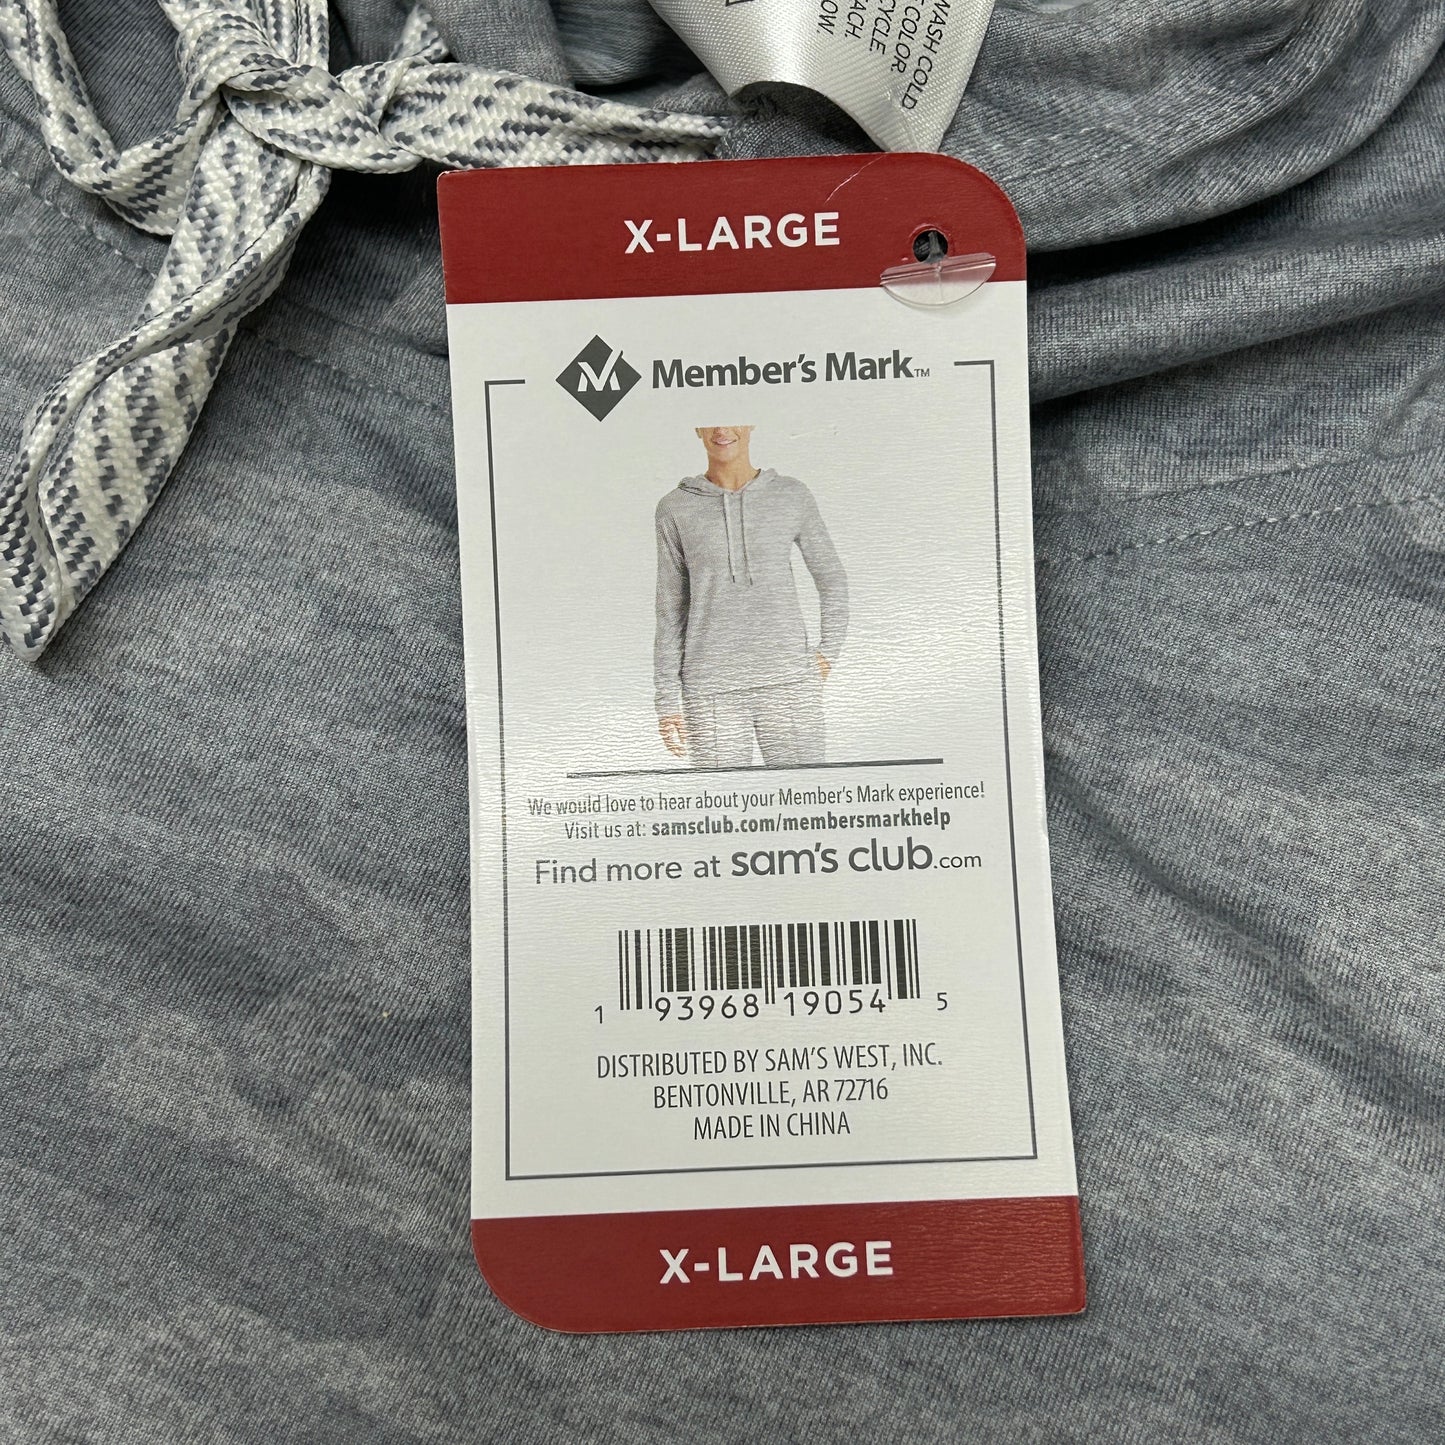 WASH COLD
COLOR
CYCLE
X-LARGE
Member's Mark™
We would love to hear about your Member's Mark experience!
Visit us at: samsclub.com/membersmarkhelp
Find more at sam's club.com
1 93968 19054 5
DISTRIBUTED BY SAM'S WEST, INC.
BENTONVILLE, AR 72716
MADE IN CHINA
X-LARGE